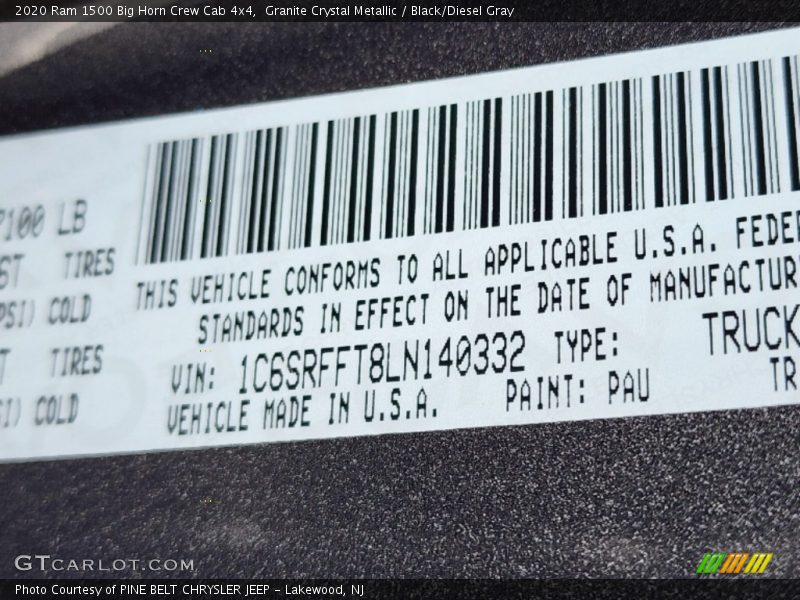 2020 Ram 1500 Big Horn Crew Cab 4x4,  Granite Crystal Metallic / Black/Diesel Gray
7100 LB
TIRES
COLD
TIRES
COLD
THIS VEHICLE CONFORMS TO ALL APPLICABLE U.S.A. FEDE
STANDARDS IN EFFECT ON THE DATE OF MANUFACTUR
VIN: 1C6SRFFT8LN140332 TYPE: TRUCK
VEHICLE MADE IN U.S.A. PAINT: PAU TR
GTCARLOT.COM
Photo Courtesy of PINE BELT CHRYSLER JEEP - Lakewood, NJ